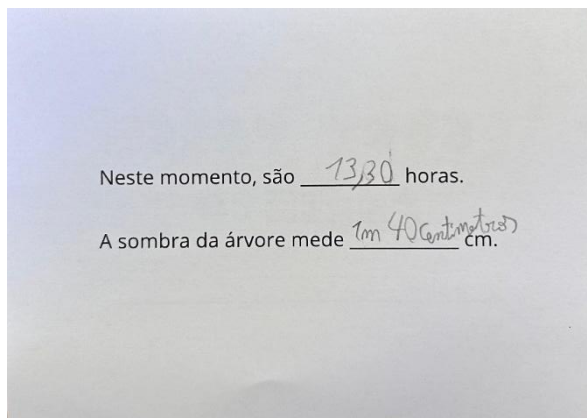 Neste momento, são 13,30 horas.
A sombra da árvore mede 1m 40 Centimetros cm.